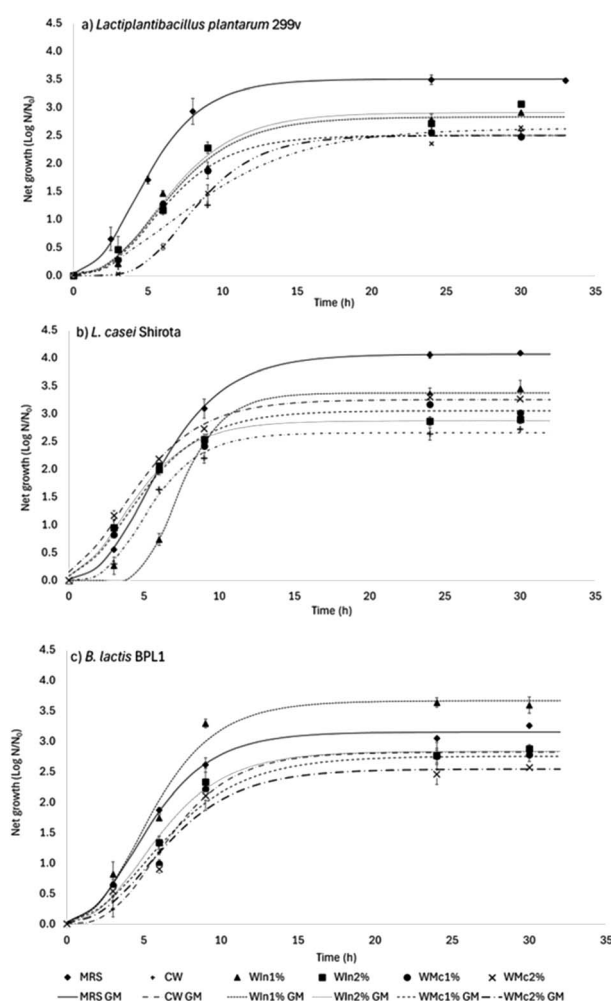 a) Lactiplantibacillus plantarum 299v
4.5
4.0
3.5
3.0
2.5
2.0
1.5
1.0
0.5
0.0
Net growth (Log N/N0)
0 5 10 15 20 25 30 35
Time (h)
b) L. casei Shirota
4.5
4.0
3.5
3.0
2.5
2.0
1.5
1.0
0.5
0.0
Net growth (Log N/N0)
0 5 10 15 20 25 30 35
Time (h)
c) B. lactis BPL1
4.5
4.0
3.5
3.0
2.5
2.0
1.5
1.0
0.5
0.0
Net growth (Log N/N0)
0 5 10 15 20 25 30 35
Time (h)
MRS CW WIn1% WIn2% WMc1% WMc2%
MRS GM CW GM WIn1% GM WIn2% GM WMc1% GM WMc2% GM